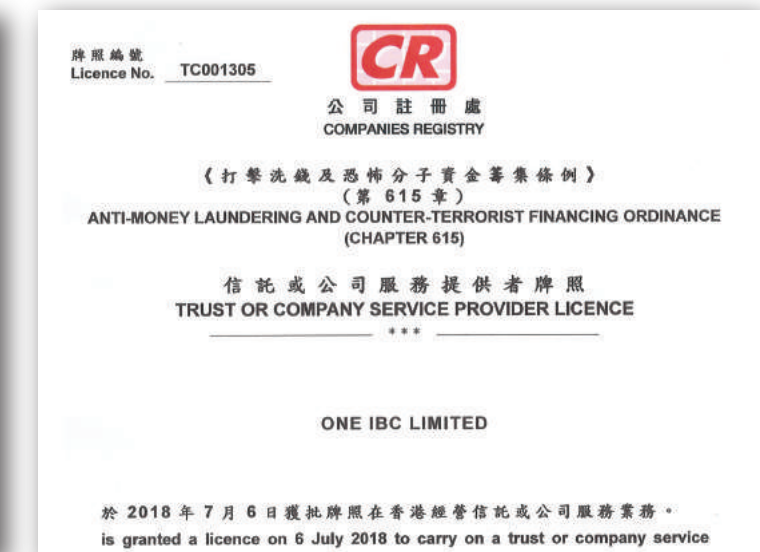 牌照編號
Licence No. TC001305
CR
公司註冊處
COMPANIES REGISTRY
《打擊洗錢及恐怖分子資金籌集條例》
(第 615 章)
ANTI-MONEY LAUNDERING AND COUNTER-TERRORIST FINANCING ORDINANCE
(CHAPTER 615)
信託或公司服務提供者牌照
TRUST OR COMPANY SERVICE PROVIDER LICENCE
***
ONE IBC LIMITED
於 2018 年 7 月 6 日獲批牌照在香港經營信託或公司服務業務。
is granted a licence on 6 July 2018 to carry on a trust or company service